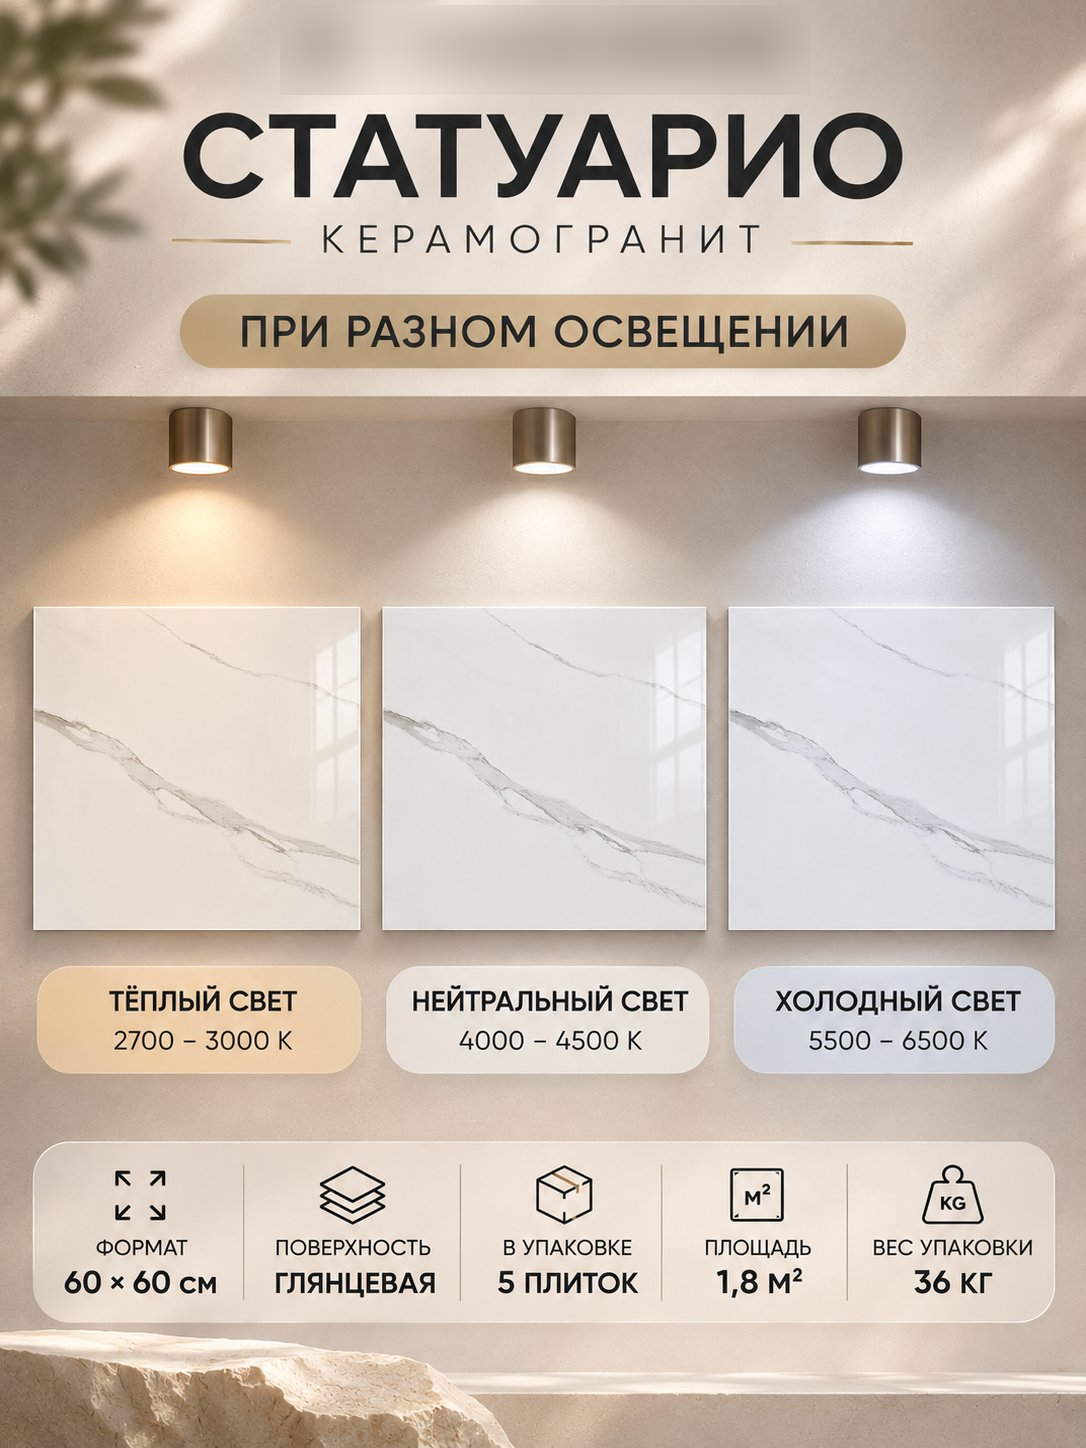 СТАТУАРИО
КЕРАМОГРАНИТ
ПРИ РАЗНОМ ОСВЕЩЕНИИ
ТЁПЛЫЙ СВЕТ
2700 – 3000 К
НЕЙТРАЛЬНЫЙ СВЕТ
4000 – 4500 К
ХОЛОДНЫЙ СВЕТ
5500 – 6500 К
ФОРМАТ
60 × 60 см
ПОВЕРХНОСТЬ
ГЛЯНЦЕВАЯ
В УПАКОВКЕ
5 ПЛИТОК
М²
ПЛОЩАДЬ
1,8 М²
KG
ВЕС УПАКОВКИ
36 КГ